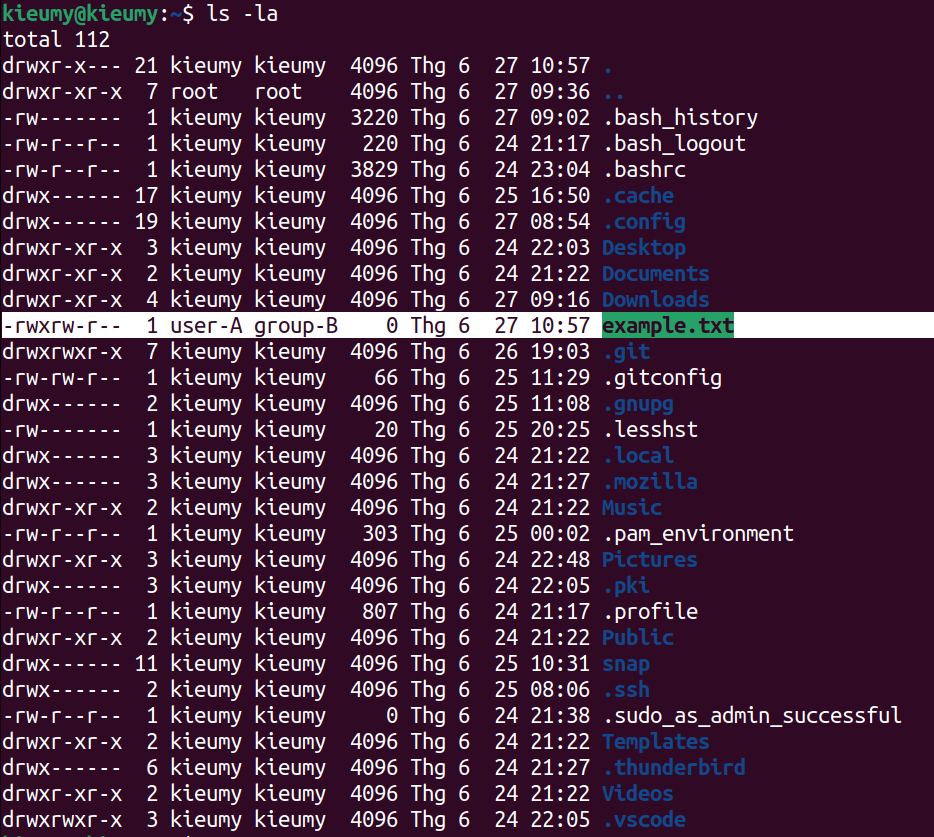 kieumy@kieumy:~$ ls -la
total 112
drwxr-x--- 21 kieumy kieumy  4096 Thg 6  27 10:57 .
drwxr-xr-x  7 root   root    4096 Thg 6  27 09:36 ..
-rw-------  1 kieumy kieumy  3220 Thg 6  27 09:02 .bash_history
-rw-r--r--  1 kieumy kieumy   220 Thg 6  24 21:17 .bash_logout
-rw-r--r--  1 kieumy kieumy  3829 Thg 6  24 23:04 .bashrc
drwx------ 17 kieumy kieumy  4096 Thg 6  25 16:50 .cache
drwx------ 19 kieumy kieumy  4096 Thg 6  27 08:54 .config
drwxr-xr-x  3 kieumy kieumy  4096 Thg 6  24 22:03 Desktop
drwxr-xr-x  2 kieumy kieumy  4096 Thg 6  24 21:22 Documents
drwxr-xr-x  4 kieumy kieumy  4096 Thg 6  27 09:16 Downloads
-rwxrw-r--  1 user-A group-B    0 Thg 6  27 10:57 example.txt
drwxrwxr-x  7 kieumy kieumy  4096 Thg 6  26 19:03 .git
-rw-rw-r--  1 kieumy kieumy    66 Thg 6  25 11:29 .gitconfig
drwx------  2 kieumy kieumy  4096 Thg 6  25 11:08 .gnupg
-rw-------  1 kieumy kieumy    20 Thg 6  25 20:25 .lesshst
drwx------  3 kieumy kieumy  4096 Thg 6  24 21:22 .local
drwx------  3 kieumy kieumy  4096 Thg 6  24 21:27 .mozilla
drwxr-xr-x  2 kieumy kieumy  4096 Thg 6  24 21:22 Music
-rw-r--r--  1 kieumy kieumy   303 Thg 6  25 00:02 .pam_environment
drwxr-xr-x  3 kieumy kieumy  4096 Thg 6  24 22:48 Pictures
drwx------  3 kieumy kieumy  4096 Thg 6  24 22:05 .pki
-rw-r--r--  1 kieumy kieumy   807 Thg 6  24 21:17 .profile
drwxr-xr-x  2 kieumy kieumy  4096 Thg 6  24 21:22 Public
drwx------ 11 kieumy kieumy  4096 Thg 6  25 10:31 snap
drwx------  2 kieumy kieumy  4096 Thg 6  25 08:06 .ssh
-rw-r--r--  1 kieumy kieumy     0 Thg 6  24 21:38 .sudo_as_admin_successful
drwxr-xr-x  2 kieumy kieumy  4096 Thg 6  24 21:22 Templates
drwx------  6 kieumy kieumy  4096 Thg 6  24 21:27 .thunderbird
drwxr-xr-x  2 kieumy kieumy  4096 Thg 6  24 21:22 Videos
drwxrwxr-x  3 kieumy kieumy  4096 Thg 6  24 22:05 .vscode